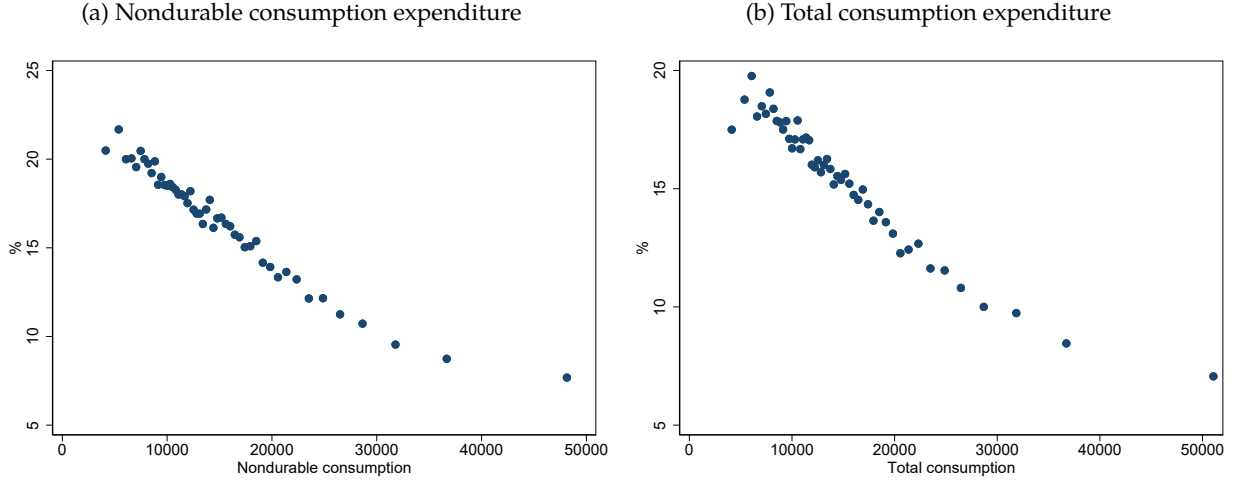 (a) Nondurable consumption expenditure
25
20
15
10
5
%
0 10000 20000 30000 40000 50000
Nondurable consumption
(b) Total consumption expenditure
20
15
10
5
%
0 10000 20000 30000 40000 50000
Total consumption